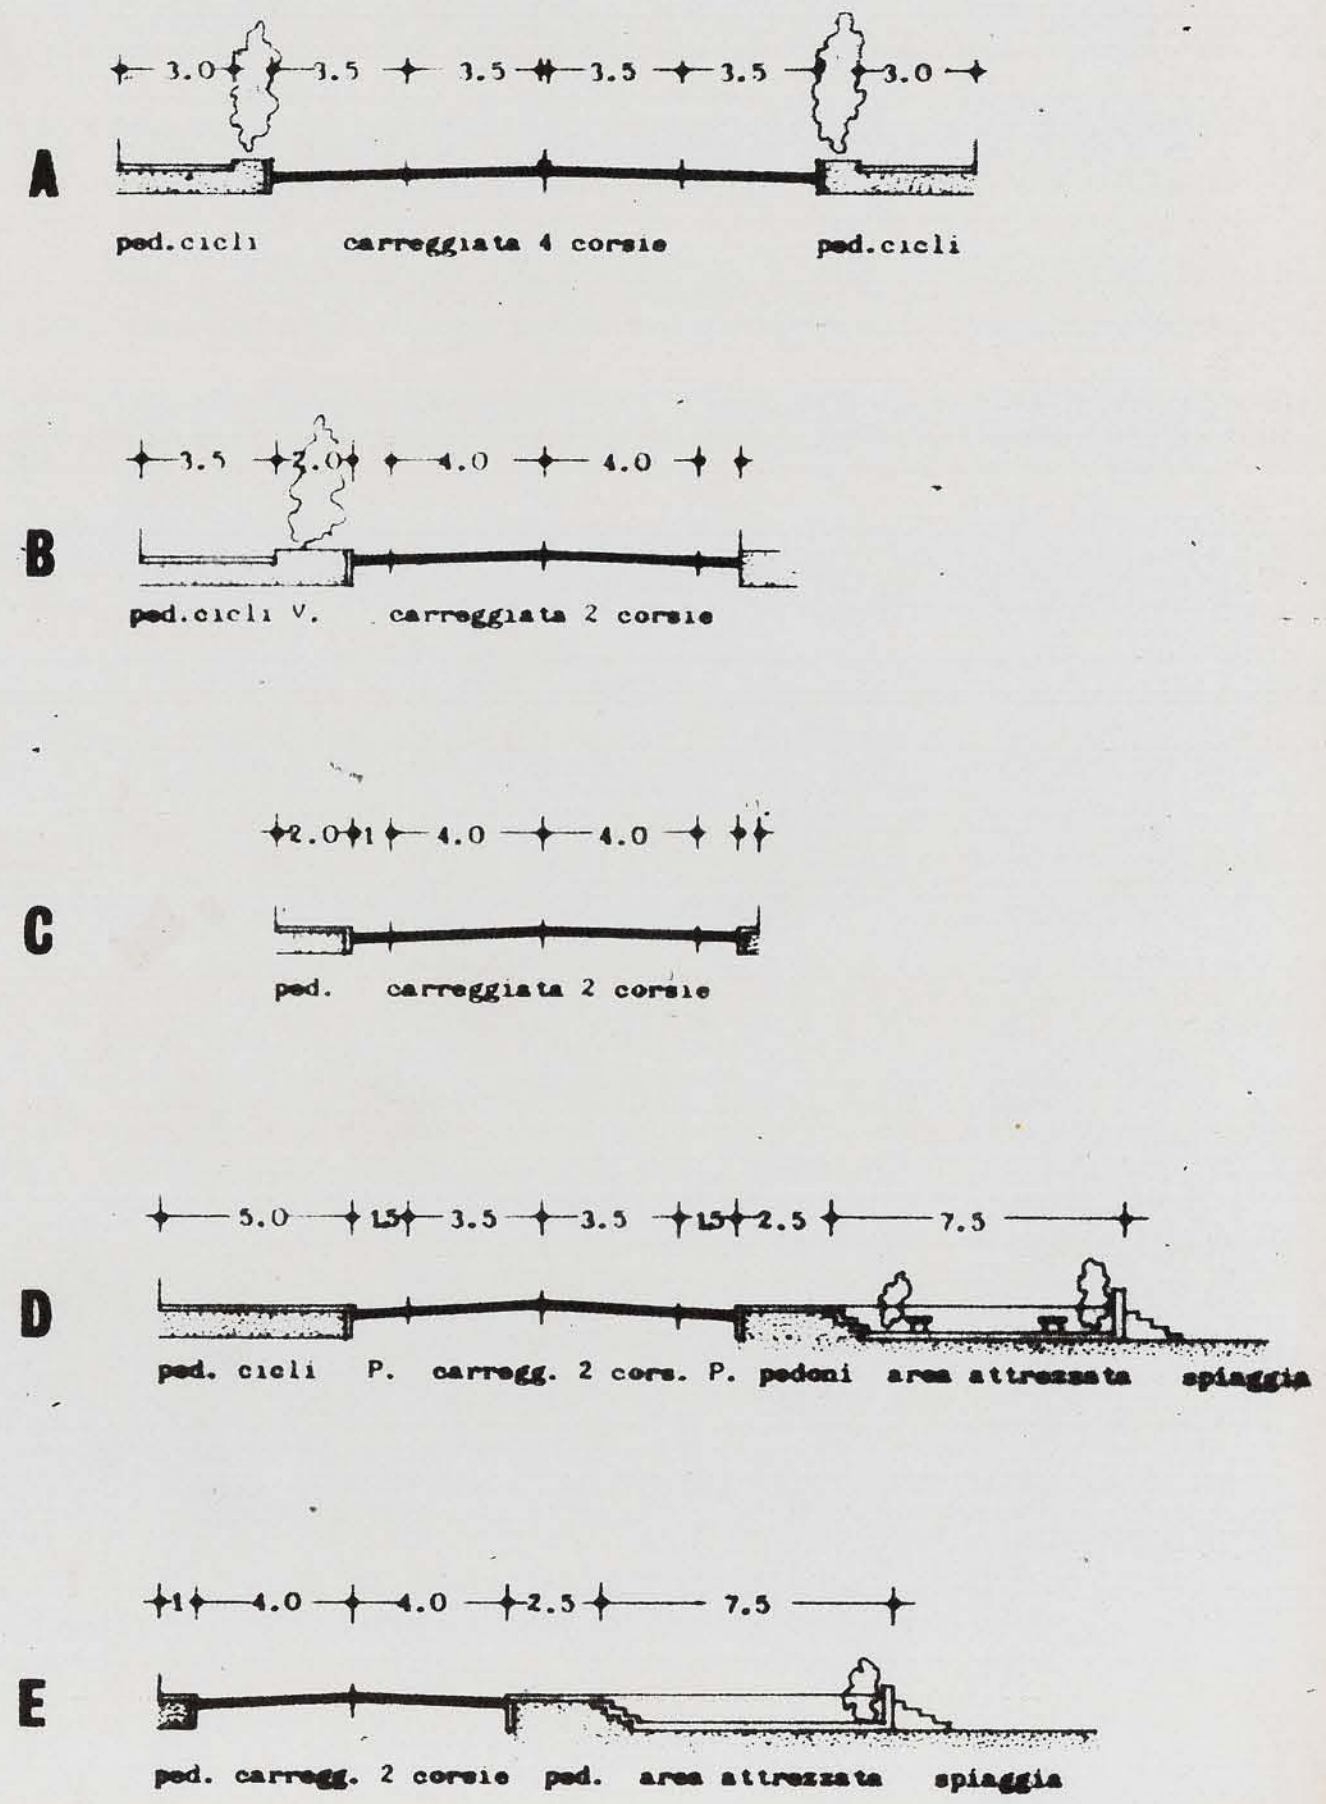 3.0 3.5 3.5 3.5 3.5 3.0
A
ped.cicli carreggiata 4 corsie ped.cicli
3.5 2.0 4.0 4.0
B
ped.cicli V. carreggiata 2 corsie
2.0 1 4.0 4.0
C
ped. carreggiata 2 corsie
5.0 1.5 3.5 3.5 1.5 2.5 7.5
D
ped. cicli P. carregg. 2 cors. P. pedoni area attrezzata spiaggia
1 4.0 4.0 2.5 7.5
E
ped. carregg. 2 corsie ped. area attrezzata spiaggia